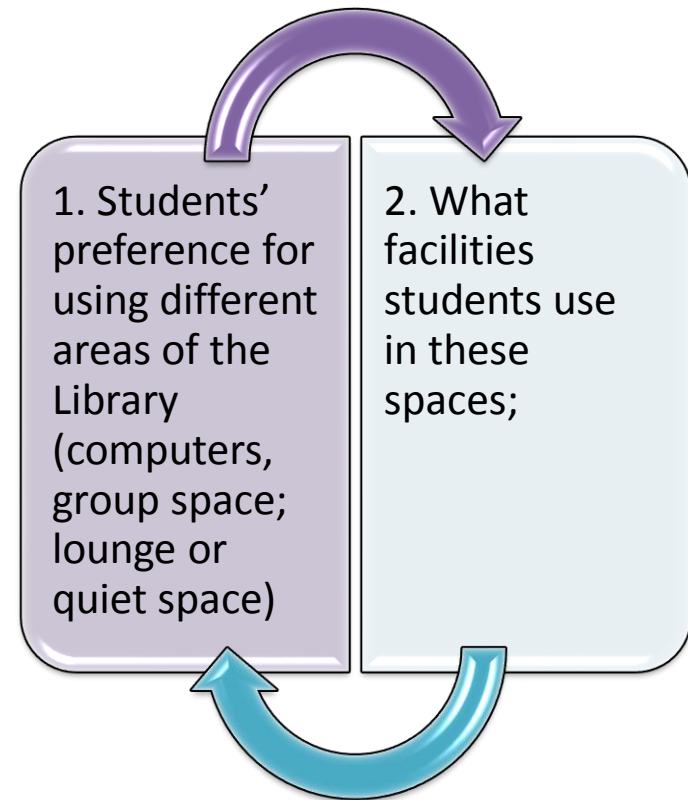 1. Students’
preference for
using different
areas of the
Library
(computers,
group space;
lounge or
quiet space)
2. What
facilities
students use
in these
spaces;